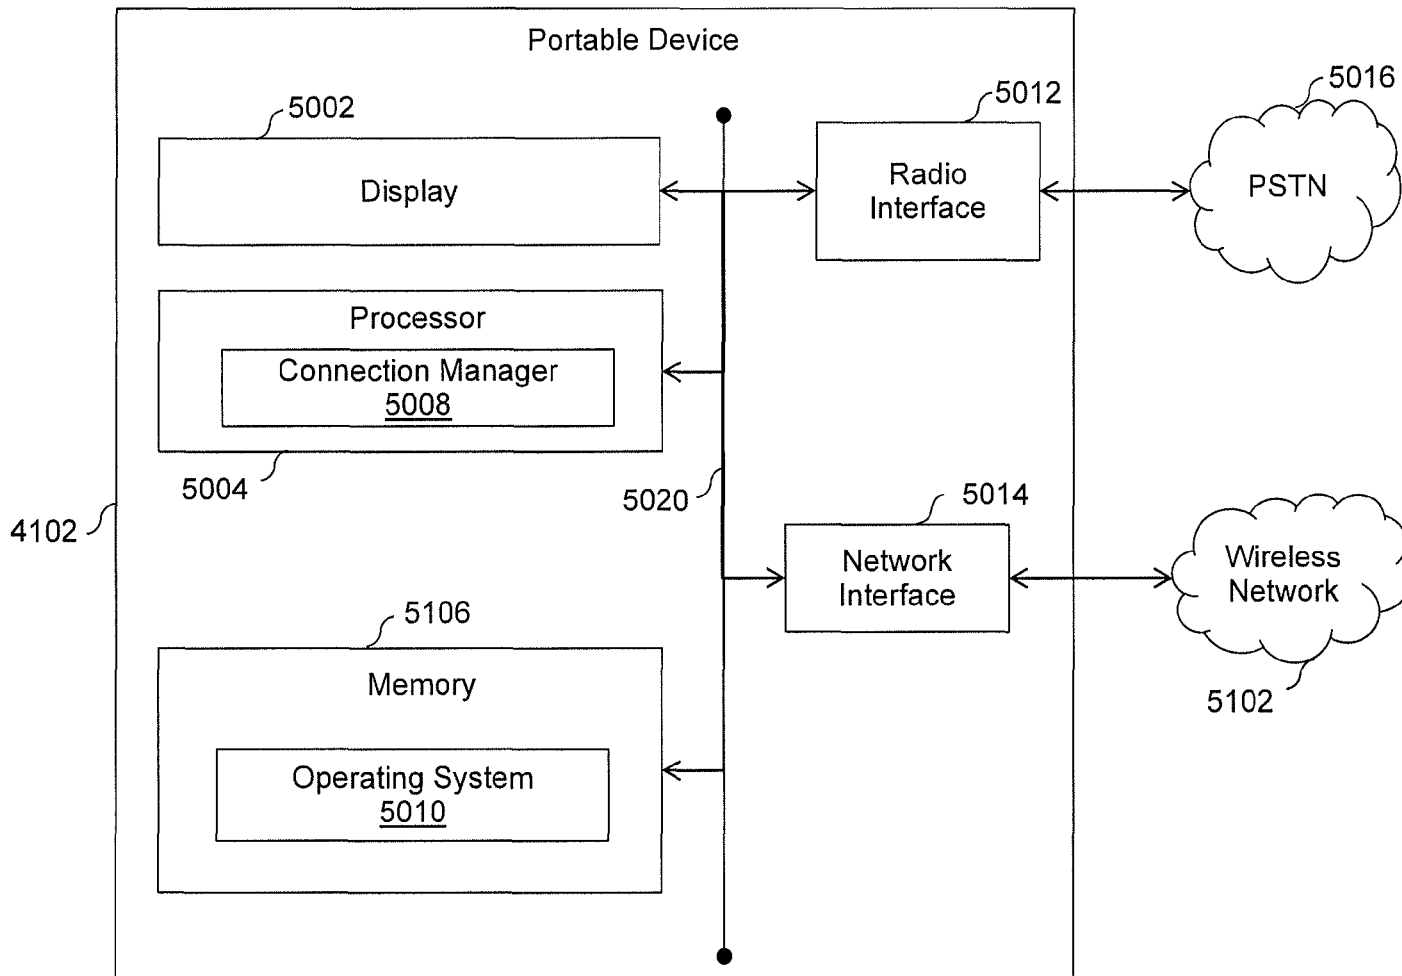 Portable Device
5002
5012
5016
Display
Radio
Interface
PSTN
Processor
Connection Manager
5008
5004
5020
5014
4102
Network
Interface
Wireless
Network
5106
5102
Memory
Operating System
5010